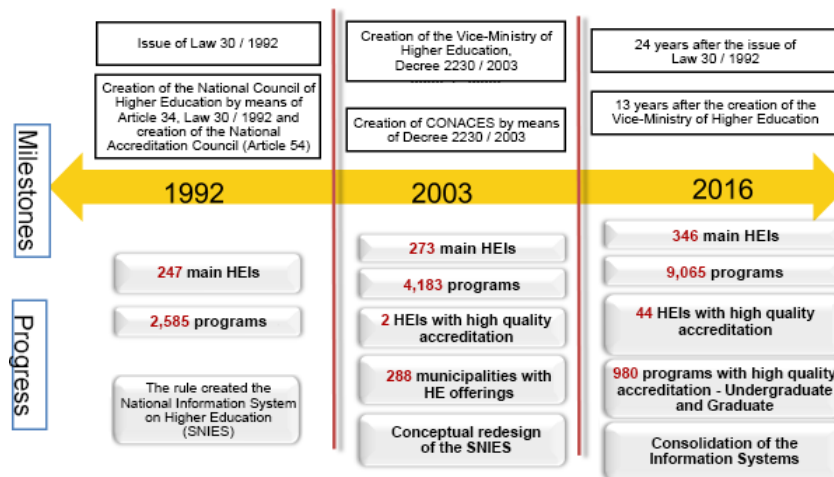 Issue of Law 30 / 1992
Creation of the National Council of
Higher Education by means of
Article 34, Law 30 / 1992 and
creation of the National
Accreditation Council (Article 54)
Creation of the Vice-Ministry of
Higher Education,
Decree 2230 / 2003
Creation of CONACES by means
of Decree 2230 / 2003
24 years after the issue of
Law 30 / 1992
13 years after the creation of the
Vice-Ministry of Higher Education
Milestones
1992
2003
2016
Progress
247 main HEIs
2,585 programs
The rule created the
National Information System
on Higher Education
(SNIES)
273 main HEIs
4,183 programs
2 HEIs with high quality
accreditation
288 municipalities with
HE offerings
Conceptual redesign
of the SNIES
346 main HEIs
9,065 programs
44 HEIs with high quality
accreditation
980 programs with high quality
accreditation - Undergraduate
and Graduate
Consolidation of the
Information Systems